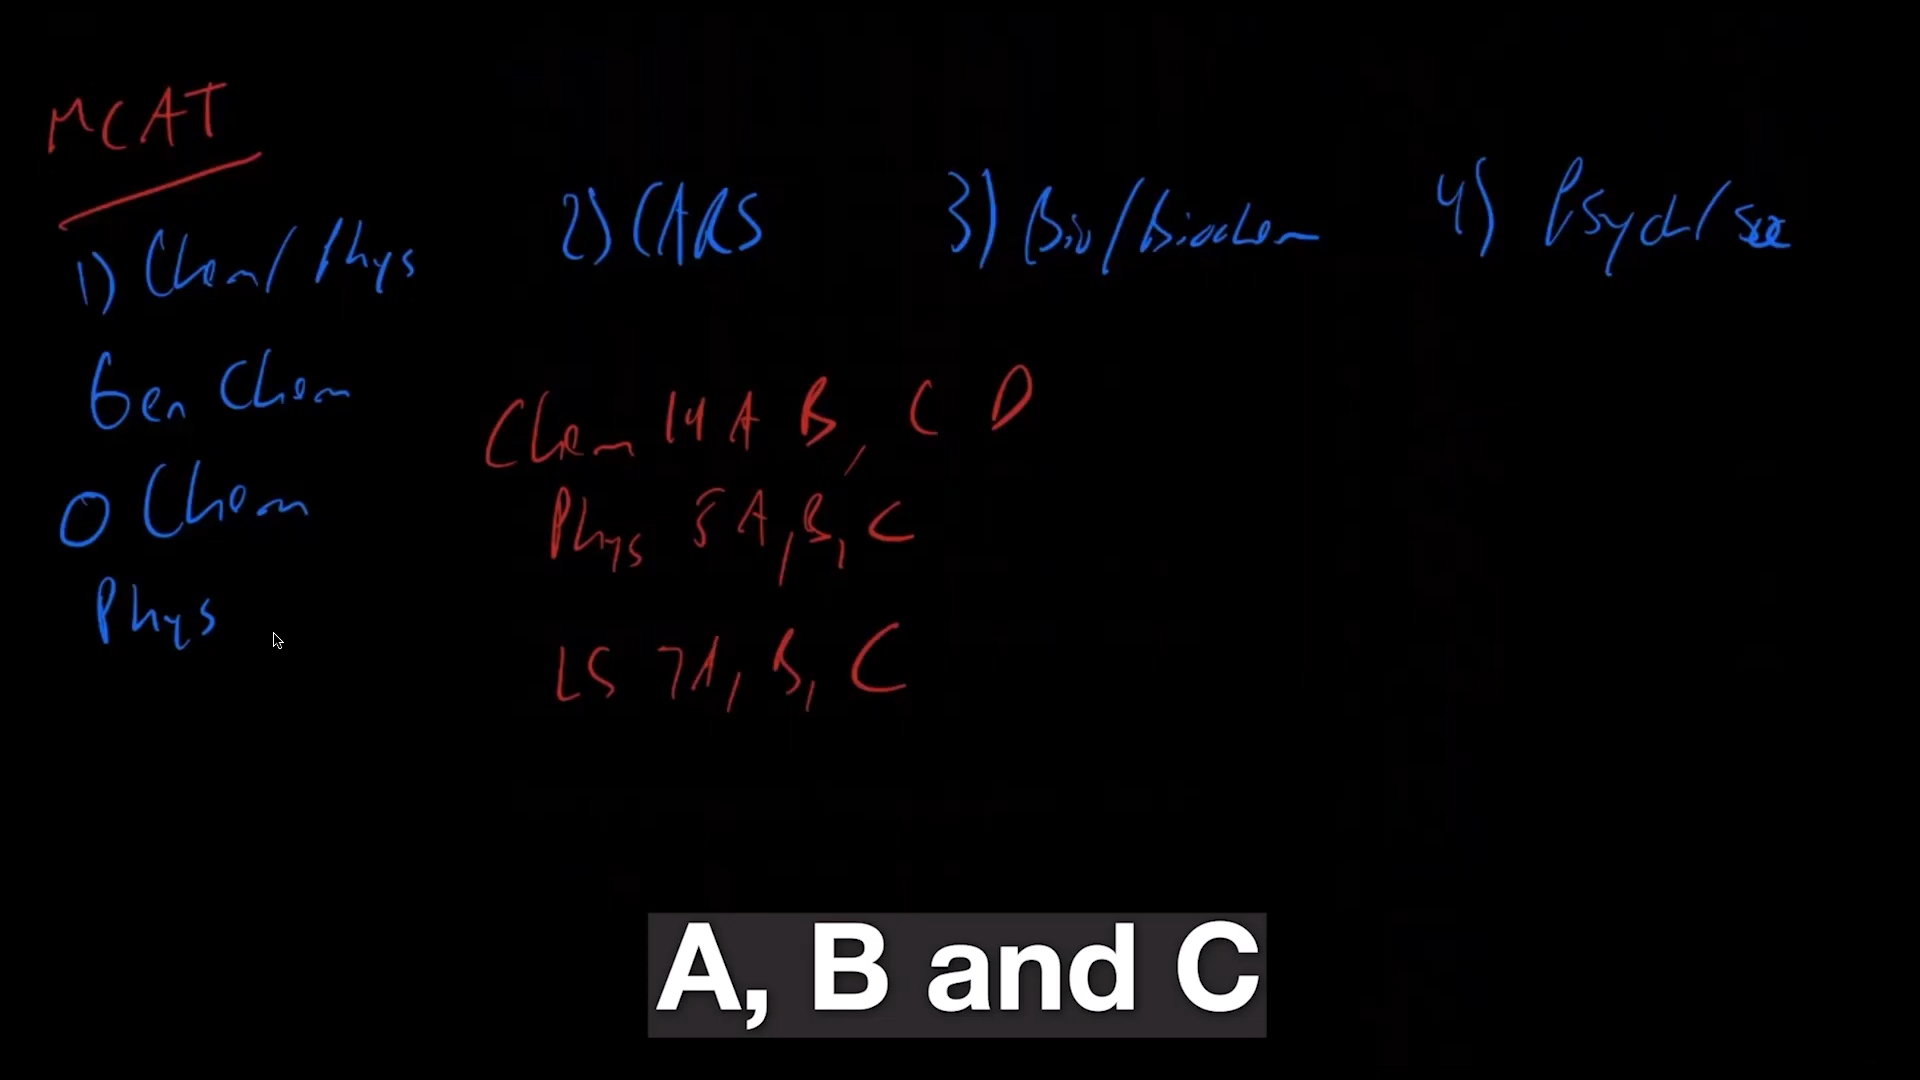 MCAT
1) Chem/Phys
2) CARS
3) Bio/Biochem
4) Psych/
Gen Chem
O Chem
Phys
Chem 14 A B, C D
Phys 5 A, B, C
LS 7A, B, C
A, B and C